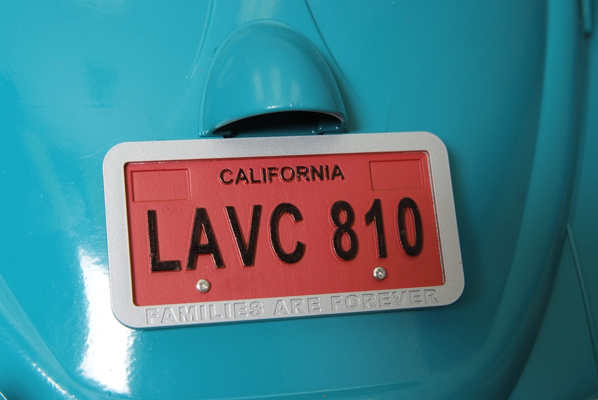 CALIFORNIA
LAVC 810
FAMILIES ARE FOREVER